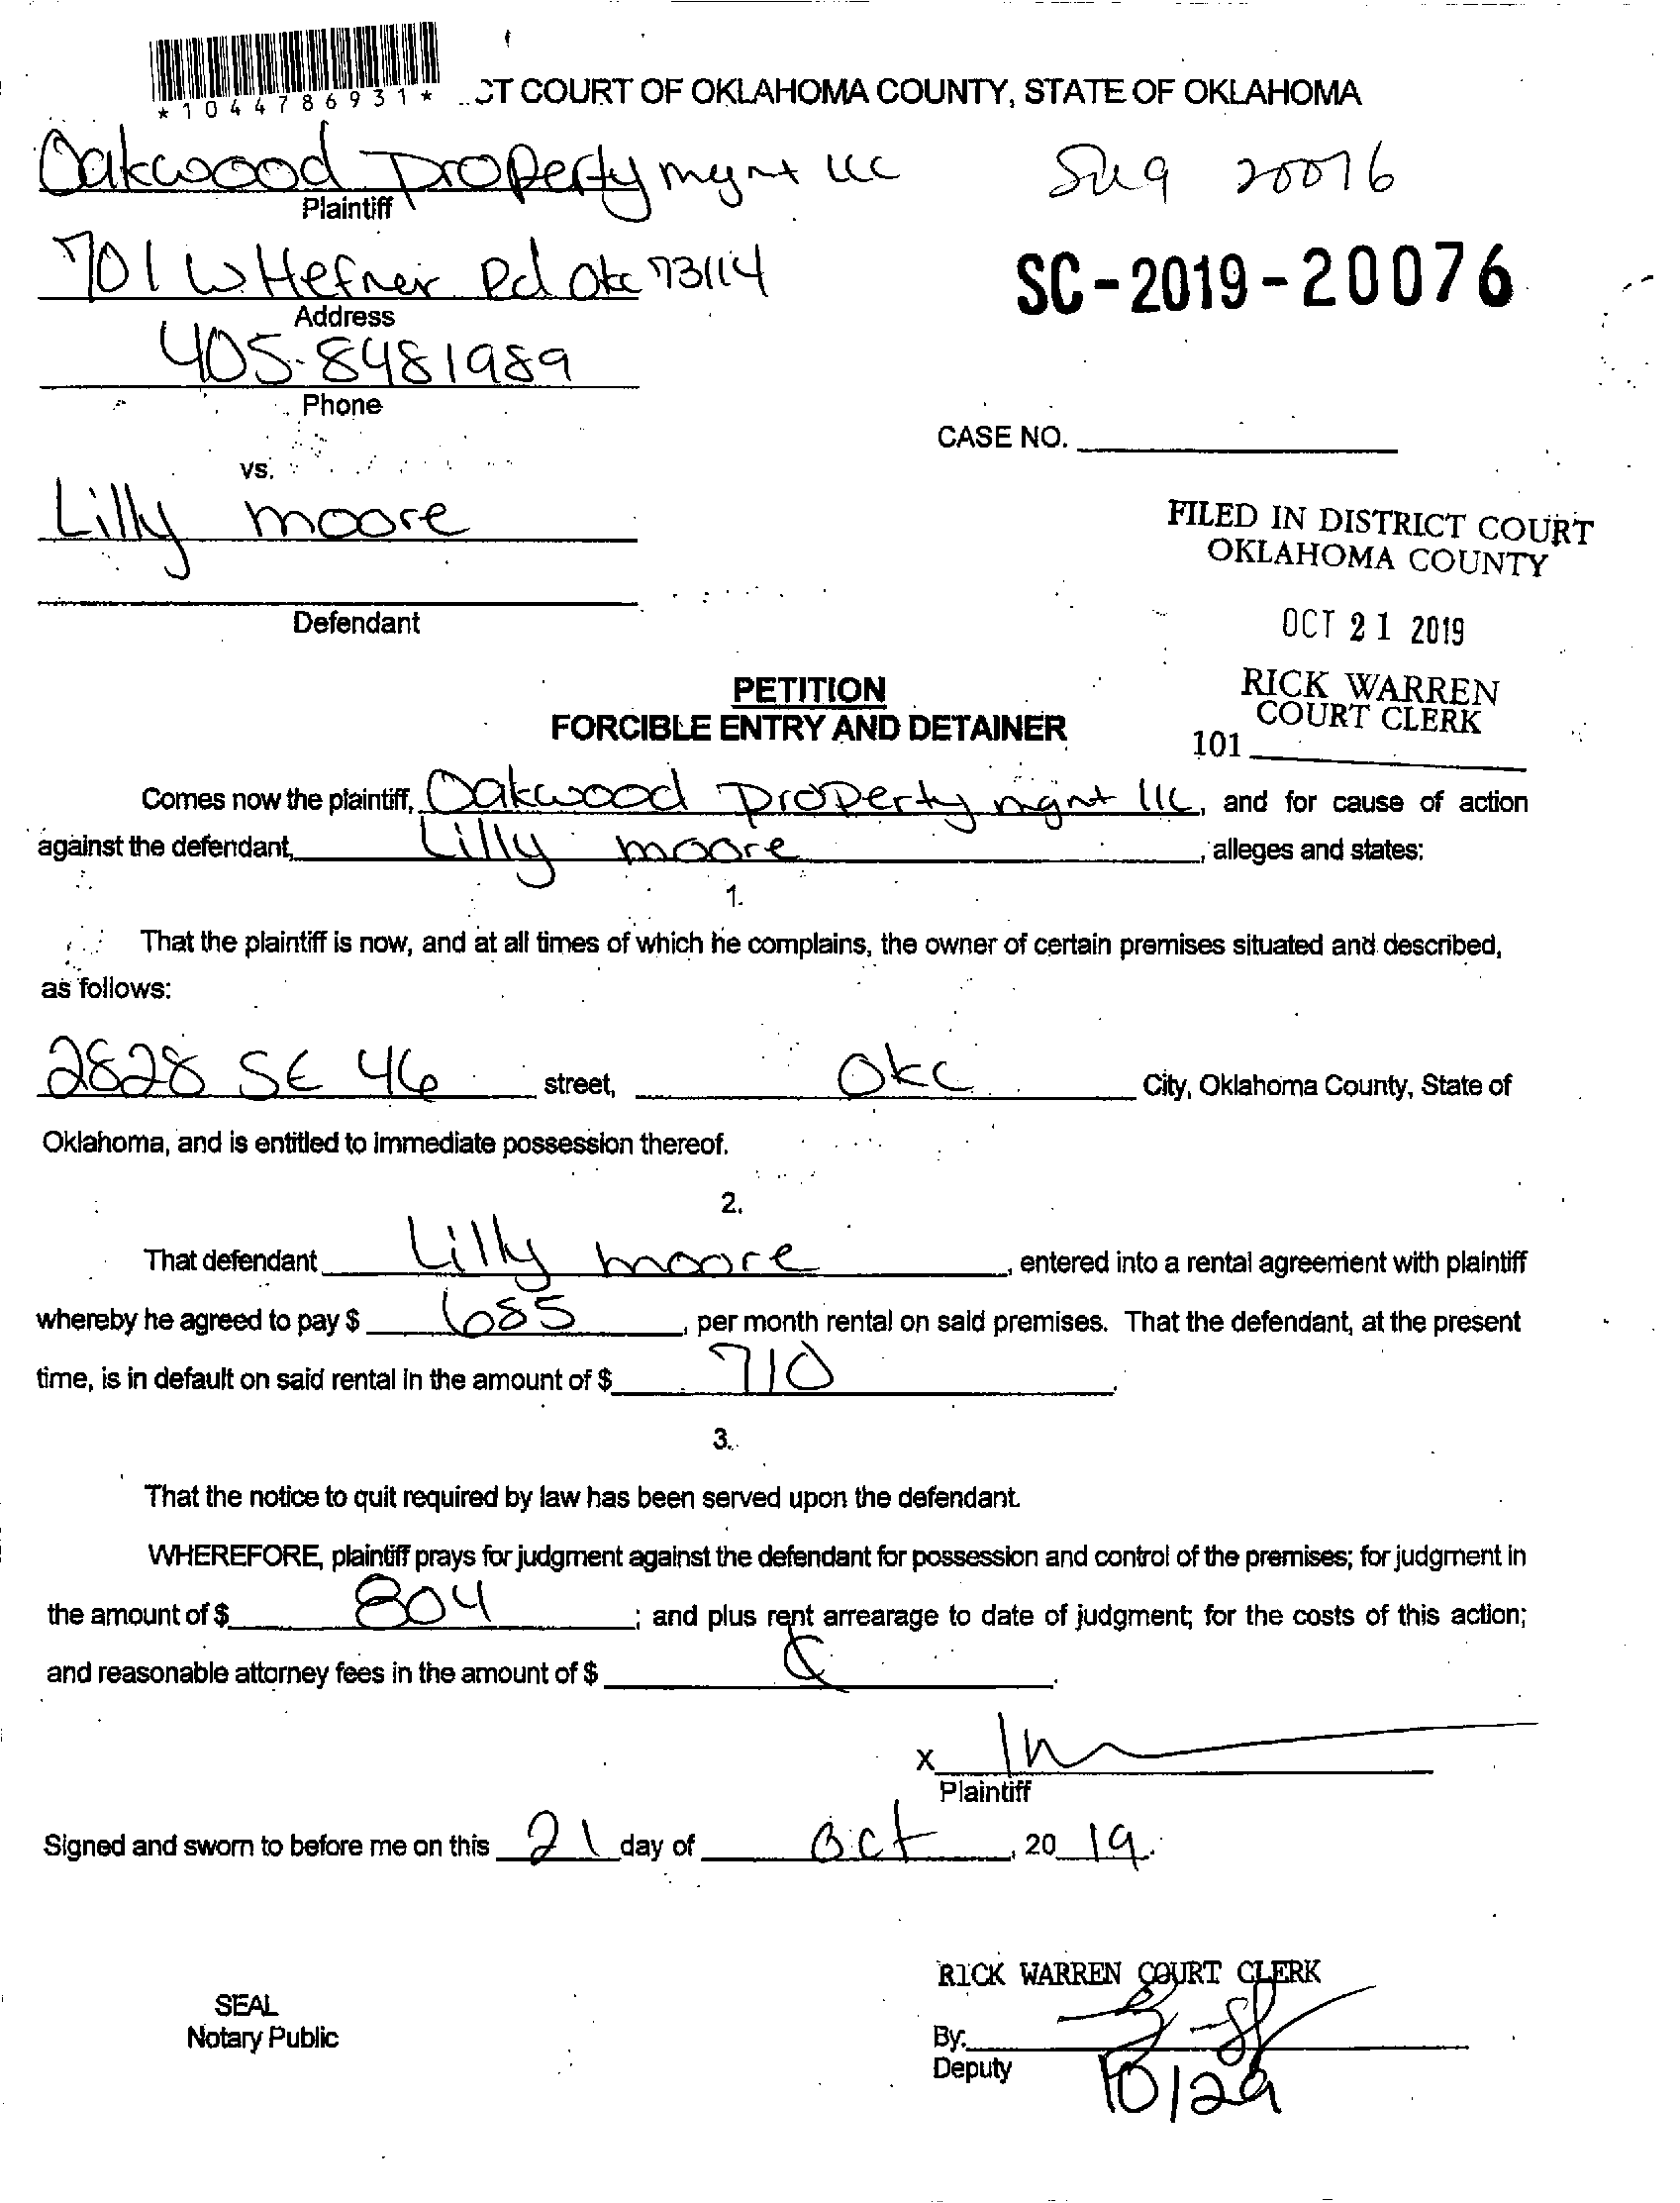 *1044786931*
CT COURT OF OKLAHOMA COUNTY, STATE OF OKLAHOMA
Oakwood Property mgnt LLC
Plaintiff
20076
701 W Hefner Rd Okc 73114
Address
SC-2019-20076
405-8481989
Phone
CASE NO.
vs.
Lilly moore
Defendant
FILED IN DISTRICT COURT
OKLAHOMA COUNTY
OCT 21 2019
RICK WARREN
COURT CLERK
101
PETITION
FORCIBLE ENTRY AND DETAINER
Comes now the plaintiff, Oakwood Property mgnt llc, and for cause of action
against the defendant, Lilly moore, alleges and states:
1.
That the plaintiff is now, and at all times of which he complains, the owner of certain premises situated and described,
as follows:
2828 SE 46 street, Okc City, Oklahoma County, State of
Oklahoma, and is entitled to immediate possession thereof.
2.
That defendant Lilly moore, entered into a rental agreement with plaintiff
whereby he agreed to pay $ 685, per month rental on said premises. That the defendant, at the present
time, is in default on said rental in the amount of $ 710.
3.
That the notice to quit required by law has been served upon the defendant.
WHEREFORE, plaintiff prays for judgment against the defendant for possession and control of the premises; for judgment in
the amount of $ 804; and plus rent arrearage to date of judgment; for the costs of this action;
and reasonable attorney fees in the amount of $
X
Plaintiff
Signed and sworn to before me on this 21 day of Oct, 2019.
RICK WARREN COURT CLERK
SEAL
Notary Public
By:
Deputy
10/29